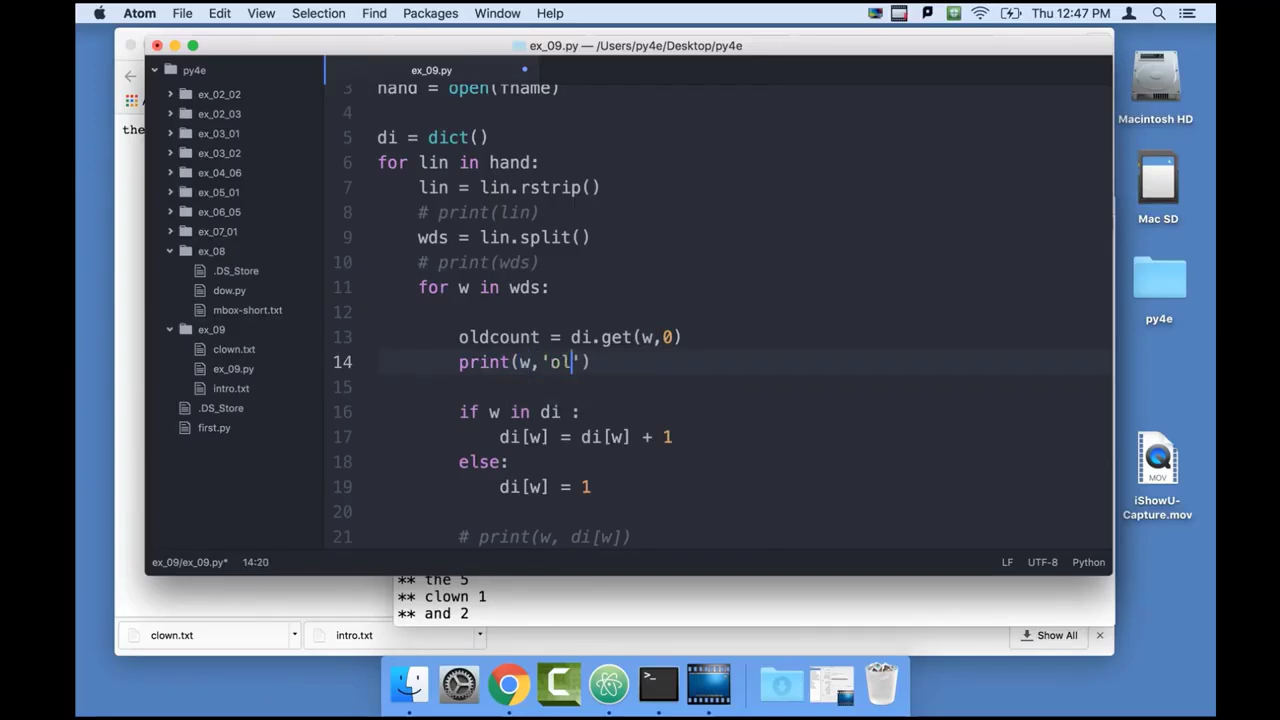 Atom File Edit View Selection Find Packages Window Help
Thu 12:47 PM
ex_09.py — /Users/py4e/Desktop/py4e
py4e
ex_02_02
ex_02_03
ex_03_01
ex_03_02
ex_04_06
ex_05_01
ex_06_05
ex_07_01
ex_08
.DS_Store
dow.py
mbox-short.txt
ex_09
clown.txt
ex_09.py
intro.txt
.DS_Store
first.py
the
ex_09.py
3 hand = open(fname)
4
5 di = dict()
6 for lin in hand:
7 lin = lin.rstrip()
8 # print(lin)
9 wds = lin.split()
10 # print(wds)
11 for w in wds:
12
13 oldcount = di.get(w,0)
14 print(w,'ol')
15
16 if w in di :
17 di[w] = di[w] + 1
18 else:
19 di[w] = 1
20
21 # print(w, di[w])
ex_09/ex_09.py* 14:20
LF UTF-8 Python
** the 5
** clown 1
** and 2
clown.txt
intro.txt
Show All
Macintosh HD
Mac SD
py4e
MOV
iShowU-
Capture.mov